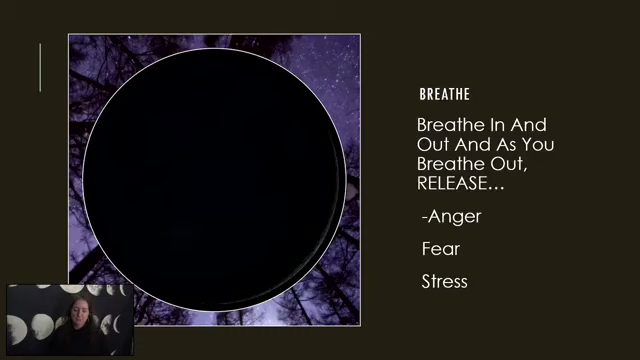 BREATHE
Breathe In And
Out And As You
Breathe Out,
RELEASE...
-Anger
Fear
Stress